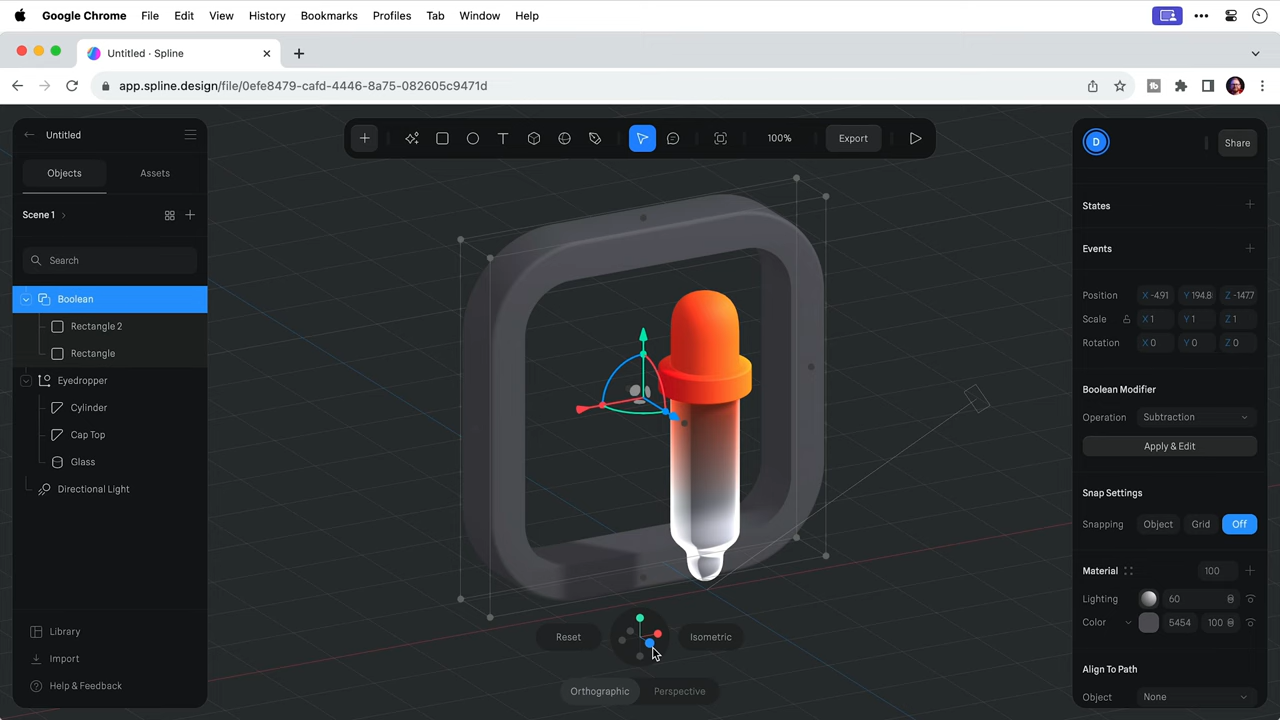 Google Chrome File Edit View History Bookmarks Profiles Tab Window Help
Untitled · Spline
app.spline.design/file/0efe8479-cafd-4446-8a75-082605c9471d
Untitled
100%
Export
D
Share
Objects Assets
Scene 1
Search
Boolean
Rectangle 2
Rectangle
Eyedropper
Cylinder
Cap Top
Glass
Directional Light
Library
Import
Help & Feedback
Reset
Isometric
Orthographic Perspective
States
Events
Position X -4.91 Y 194.8 Z -147.7
Scale X 1 Y 1 Z 1
Rotation X 0 Y 0 Z 0
Boolean Modifier
Operation Subtraction
Apply & Edit
Snap Settings
Snapping Object Grid Off
Material 100
Lighting 60
Color 5454 100
Align To Path
Object None